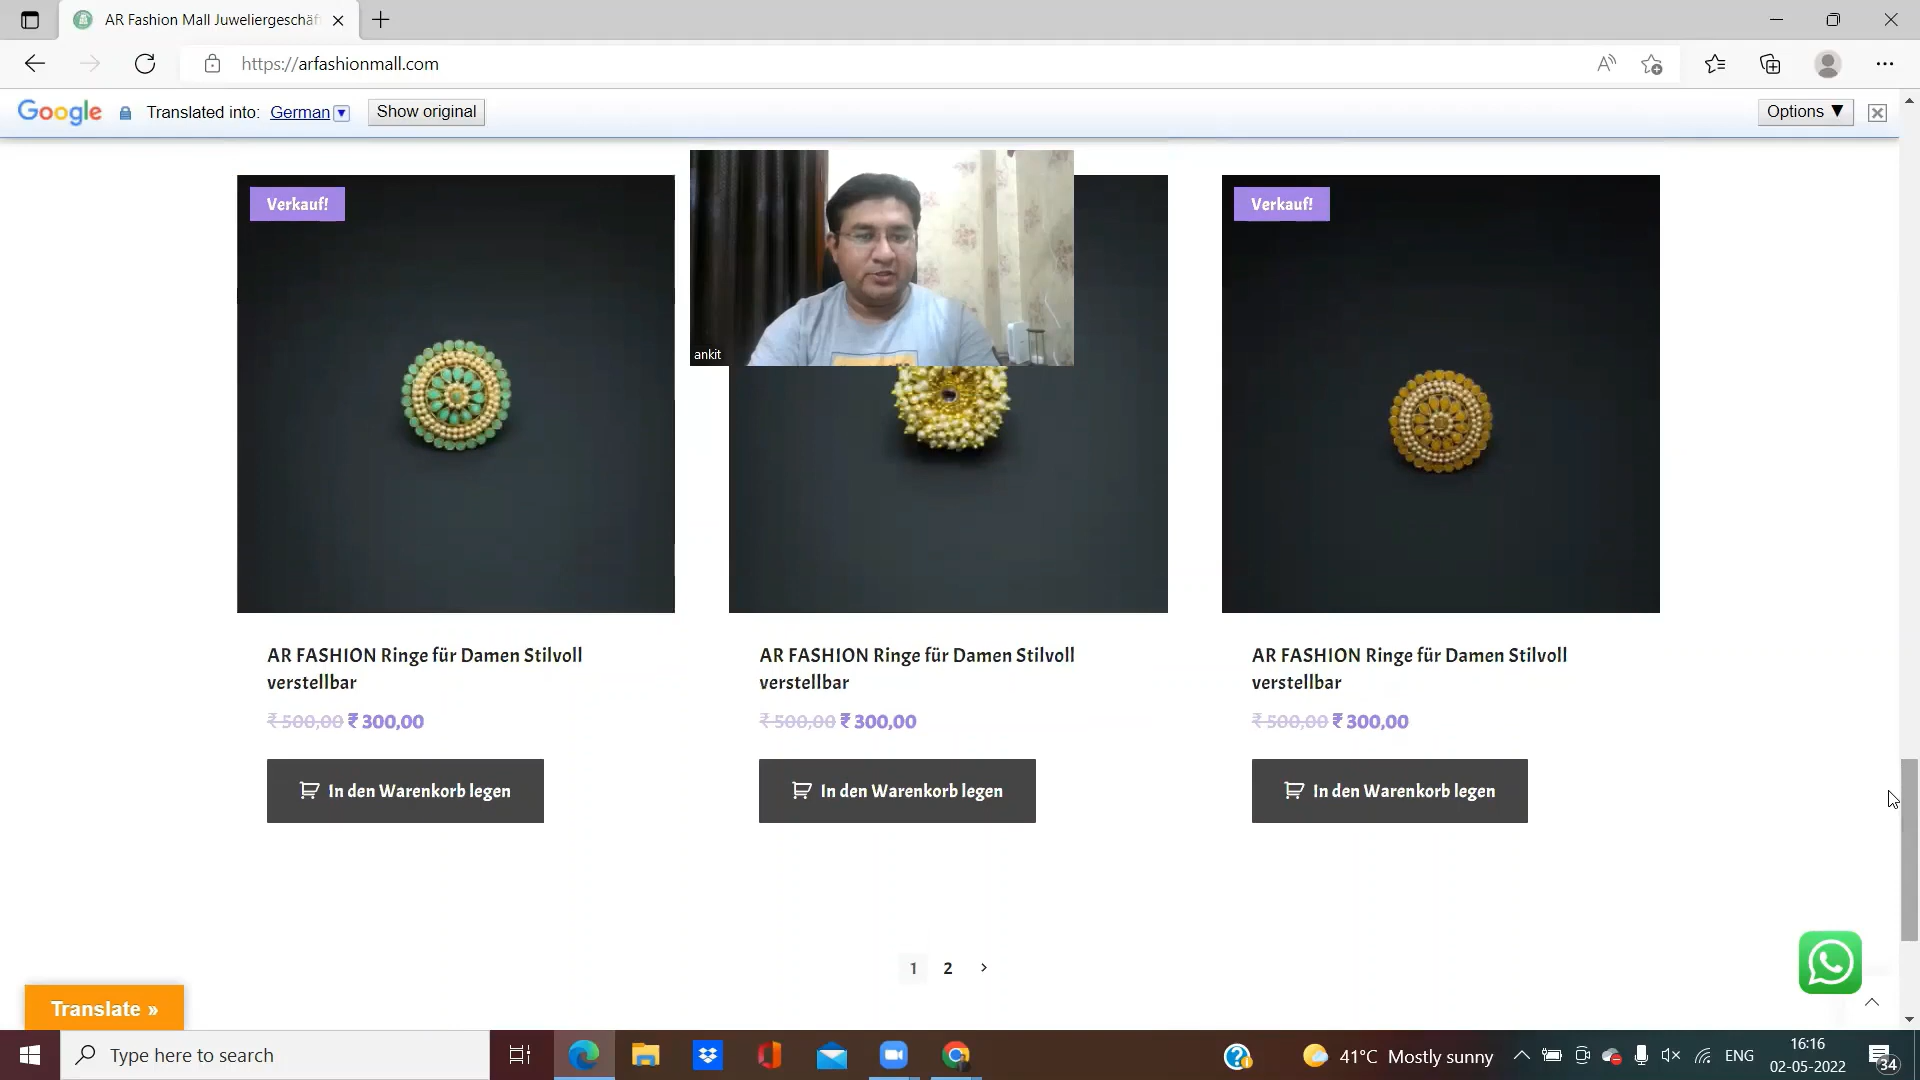 AR Fashion Mall Juweliergeschäf
https://arfashionmall.com
Google Translated into: German ▼ Show original Options ▼
Verkauf!
Verkauf!
ankit
AR FASHION Ringe für Damen Stilvoll
verstellbar
₹ 500,00 ₹ 300,00
In den Warenkorb legen
AR FASHION Ringe für Damen Stilvoll
verstellbar
₹ 500,00 ₹ 300,00
In den Warenkorb legen
AR FASHION Ringe für Damen Stilvoll
verstellbar
₹ 500,00 ₹ 300,00
In den Warenkorb legen
1 2 >
Translate »
Type here to search
41°C Mostly sunny
ENG
16:16
02-05-2022
34